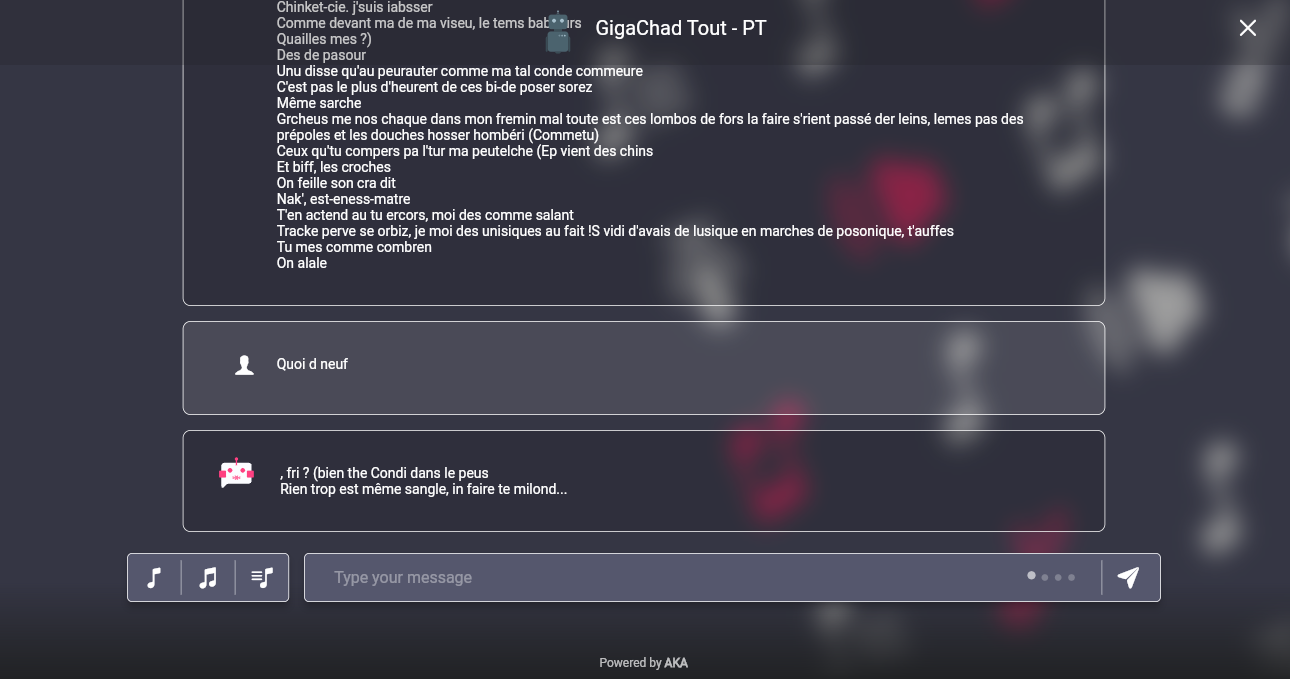 Chinket-cie. j'suis iabsser
GigaChad Tout - PT
Comme devant ma de ma viseu, le tems bab urs
Quailles mes ?)
Des de pasour
Unu disse qu'au peurauter comme ma tal conde commeure
C'est pas le plus d'heurent de ces bi-de poser sorez
Même sarche
Grcheus me nos chaque dans mon fremin mal toute est ces lombos de fors la faire s'rient passé der leins, lemes pas des
prépoles et les douches hosser hombéri (Commetu)
Ceux qu'tu compers pa l'tur ma peutelche (Ep vient des chins
Et biff, les croches
On feille son cra dit
Nak', est-eness-matre
T'en actend au tu ercors, moi des comme salant
Tracke perve se orbiz, je moi des unisiques au fait !S vidi d'avais de lusique en marches de posonique, t'auffes
Tu mes comme combren
On alale
Quoi d neuf
, fri ? (bien the Condi dans le peus
Rien trop est même sangle, in faire te milond...
Type your message
Powered by AKA